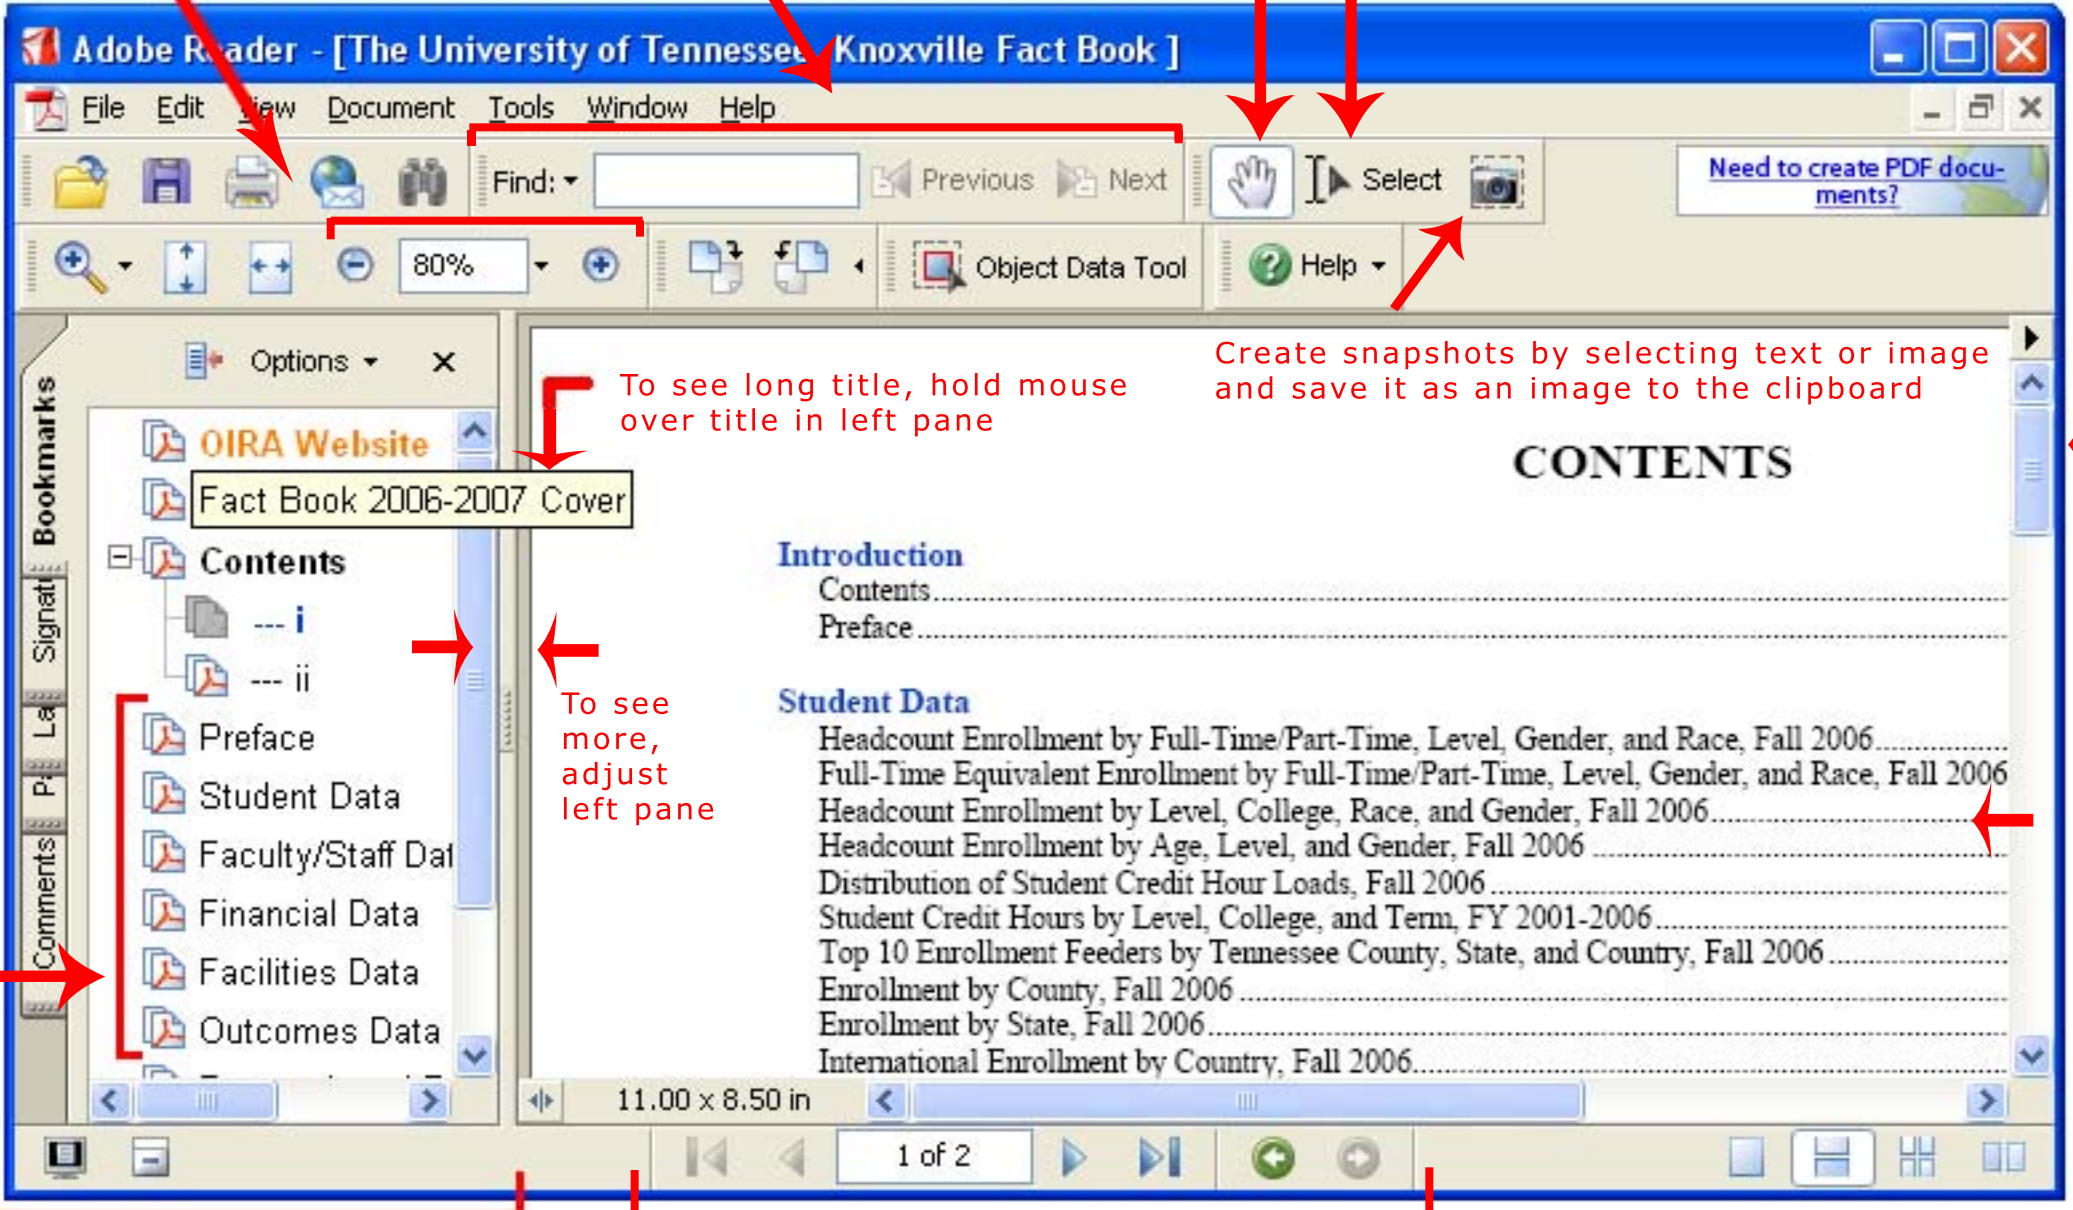 Adobe Reader - [The University of Tennessee Knoxville Fact Book ]
File Edit View Document Tools Window Help
Find: Previous Next Select
Need to create PDF docu-
ments?
80% Object Data Tool Help
Options
Bookmarks
Signat
La
P
Comments
OIRA Website
Fact Book 2006-2007 Cover
Contents
--- i
--- ii
Preface
Student Data
Faculty/Staff Dat
Financial Data
Facilities Data
Outcomes Data
To see long title, hold mouse
over title in left pane
Create snapshots by selecting text or image
and save it as an image to the clipboard
To see
more,
adjust
left pane
CONTENTS
Introduction
Contents
Preface
Student Data
Headcount Enrollment by Full-Time/Part-Time, Level, Gender, and Race, Fall 2006
Full-Time Equivalent Enrollment by Full-Time/Part-Time, Level, Gender, and Race, Fall 2006
Headcount Enrollment by Level, College, Race, and Gender, Fall 2006
Headcount Enrollment by Age, Level, and Gender, Fall 2006
Distribution of Student Credit Hour Loads, Fall 2006
Student Credit Hours by Level, College, and Term, FY 2001-2006
Top 10 Enrollment Feeders by Tennessee County, State, and Country, Fall 2006
Enrollment by County, Fall 2006
Enrollment by State, Fall 2006
International Enrollment by Country, Fall 2006
11.00 x 8.50 in
1 of 2